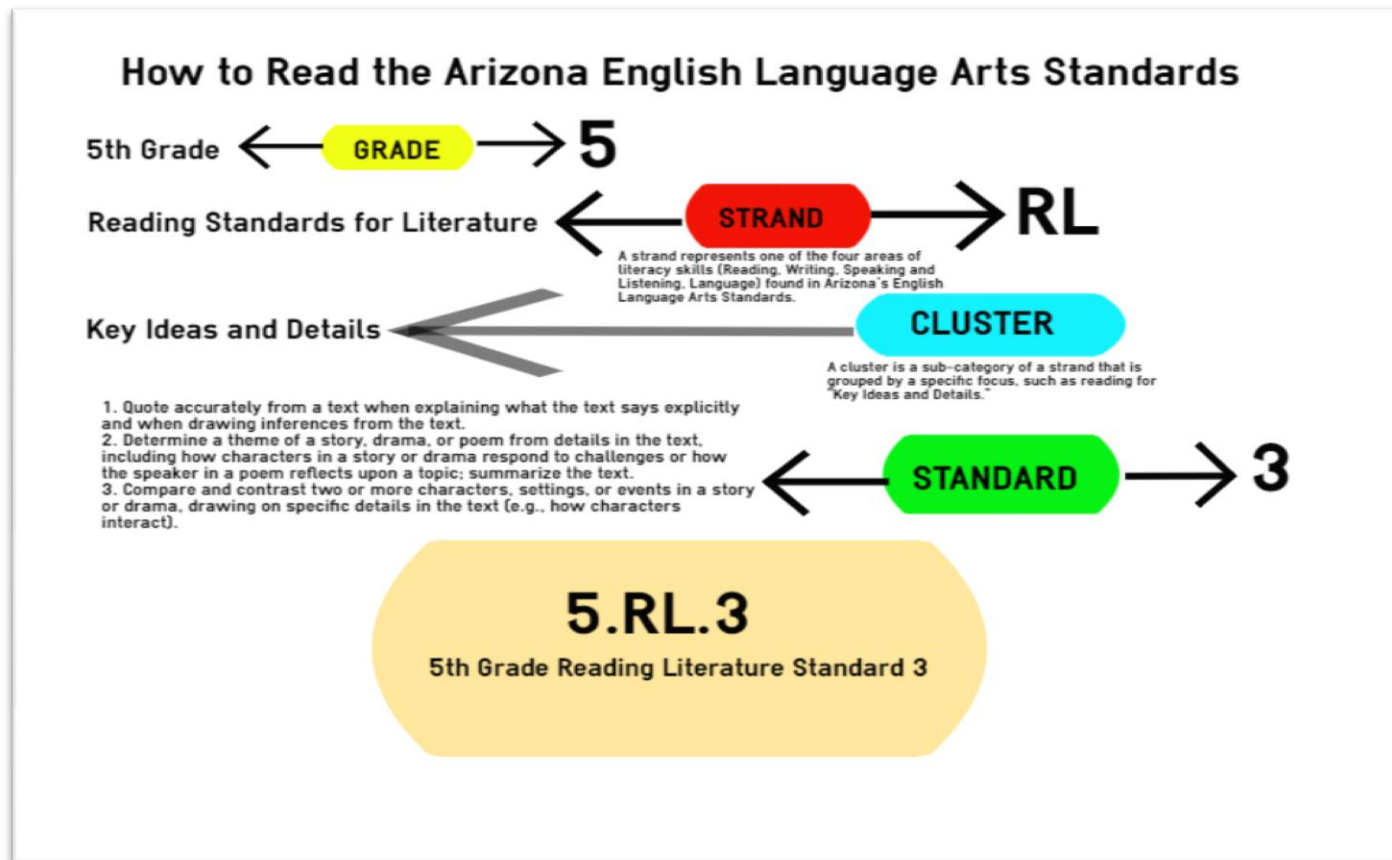 How to Read the Arizona English Language Arts Standards
5th Grade
GRADE
5
Reading Standards for Literature
STRAND
RL
A strand represents one of the four areas of
literacy skills (Reading, Writing, Speaking and
Listening, Language) found in Arizona's English
Language Arts Standards.
Key Ideas and Details
CLUSTER
A cluster is a sub-category of a strand that is
grouped by a specific focus, such as reading for
"Key Ideas and Details."
1. Quote accurately from a text when explaining what the text says explicitly
and when drawing inferences from the text.
2. Determine a theme of a story, drama, or poem from details in the text,
including how characters in a story or drama respond to challenges or how
the speaker in a poem reflects upon a topic; summarize the text.
3. Compare and contrast two or more characters, settings, or events in a story
or drama, drawing on specific details in the text (e.g., how characters
interact).
STANDARD
3
5.RL.3
5th Grade Reading Literature Standard 3